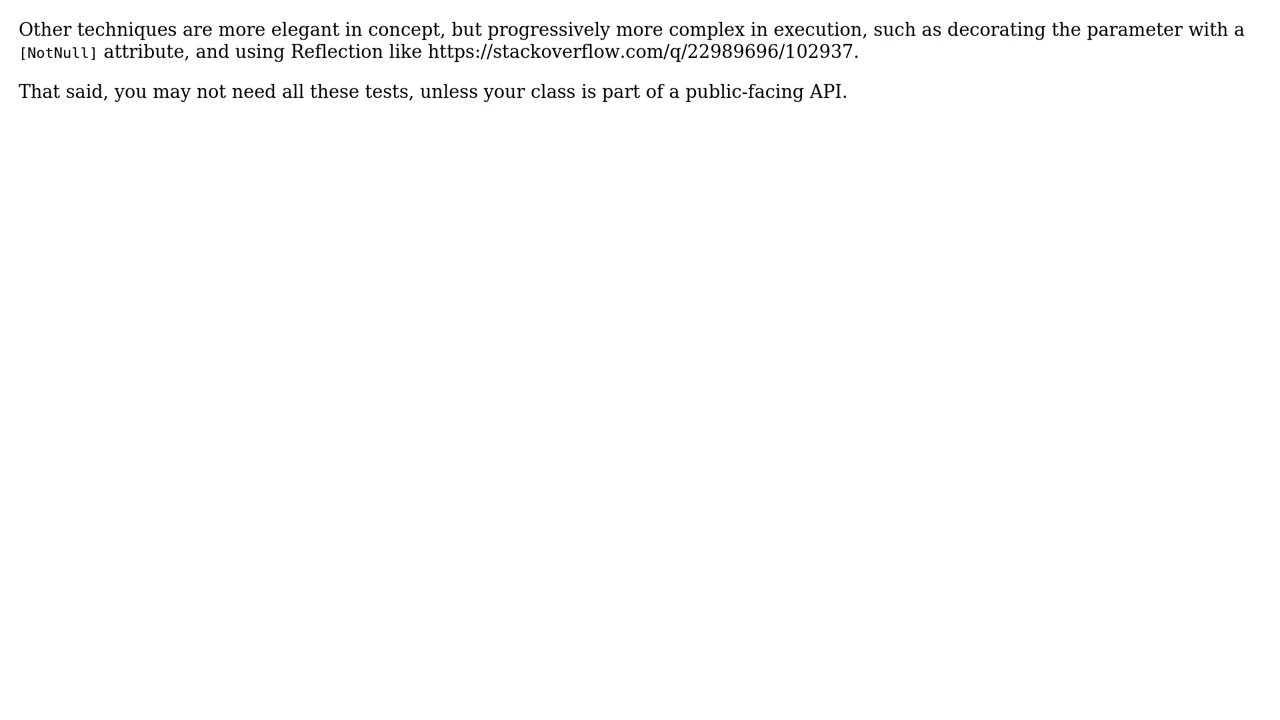 Other techniques are more elegant in concept, but progressively more complex in execution, such as decorating the parameter with a
[NotNull] attribute, and using Reflection like https://stackoverflow.com/q/22989696/102937.
That said, you may not need all these tests, unless your class is part of a public-facing API.